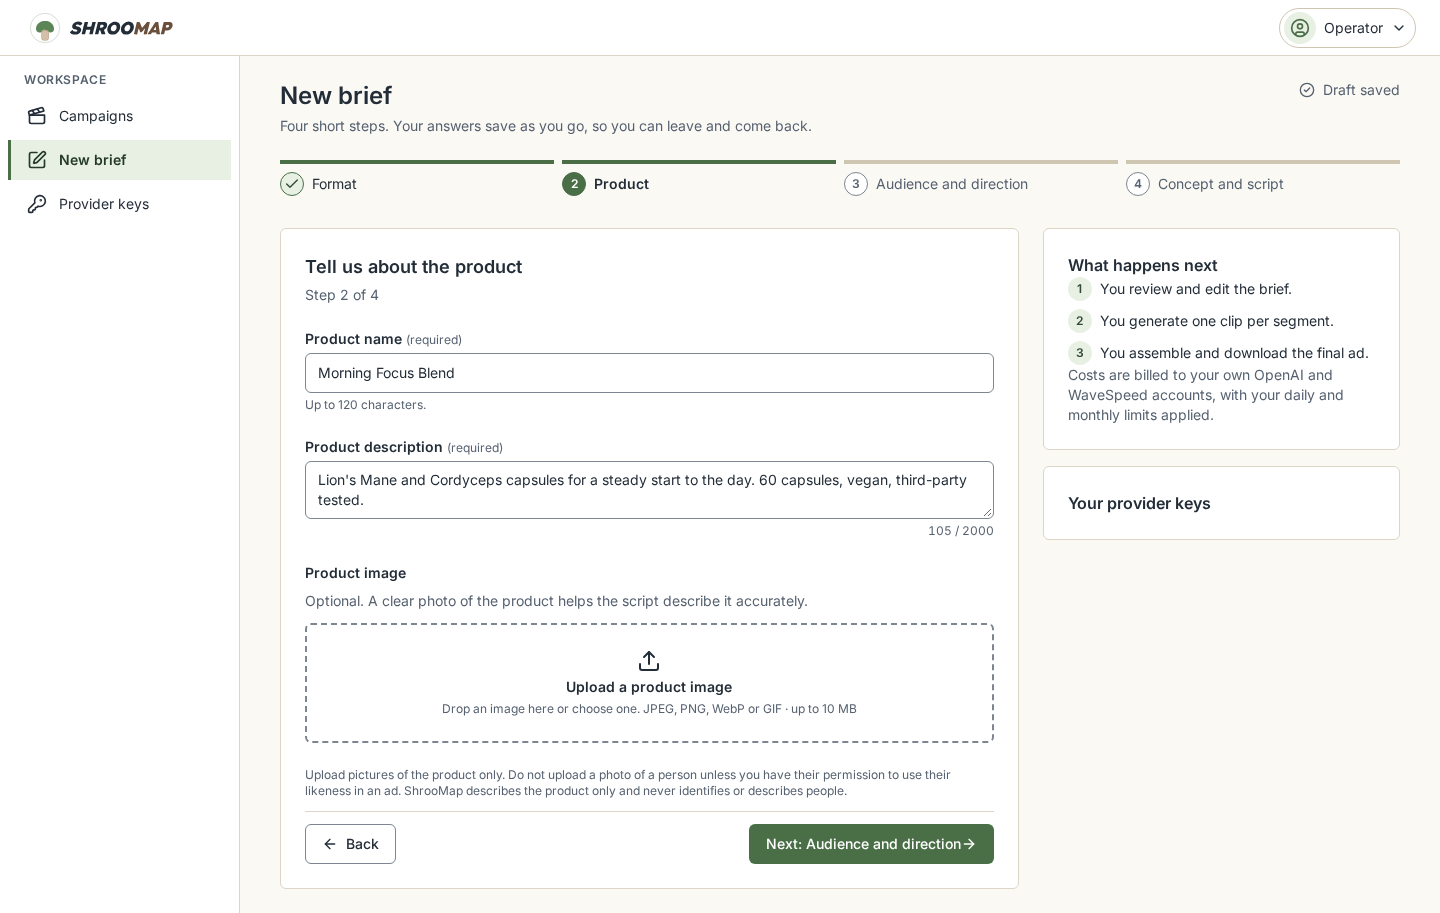 SHROOMAP
Operator
WORKSPACE
Campaigns
New brief
Provider keys
New brief
Draft saved
Four short steps. Your answers save as you go, so you can leave and come back.
Format
2 Product
3 Audience and direction
4 Concept and script
Tell us about the product
Step 2 of 4
Product name (required)
Morning Focus Blend
Up to 120 characters.
Product description (required)
Lion's Mane and Cordyceps capsules for a steady start to the day. 60 capsules, vegan, third-party
tested.
105 / 2000
Product image
Optional. A clear photo of the product helps the script describe it accurately.
Upload a product image
Drop an image here or choose one. JPEG, PNG, WebP or GIF · up to 10 MB
Upload pictures of the product only. Do not upload a photo of a person unless you have their permission to use their
likeness in an ad. ShrooMap describes the product only and never identifies or describes people.
Back
Next: Audience and direction
What happens next
1 You review and edit the brief.
2 You generate one clip per segment.
3 You assemble and download the final ad.
Costs are billed to your own OpenAI and
WaveSpeed accounts, with your daily and
monthly limits applied.
Your provider keys